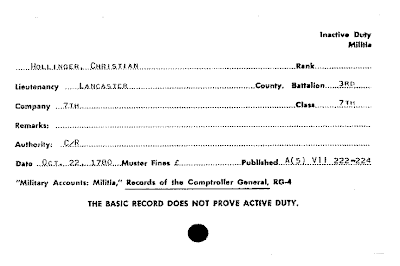 Inactive Duty
Militia
HOLLINGER, CHRISTIAN Rank
Lieutenancy LANCASTER County. Battalion 3RD
Company 7TH Class 7TH
Remarks:
Authority: C/R
Date OCT. 22, 1780 Muster Fines £ Published A(5) VII 222-224
"Military Accounts: Militia," Records of the Comptroller General, RG-4
THE BASIC RECORD DOES NOT PROVE ACTIVE DUTY.